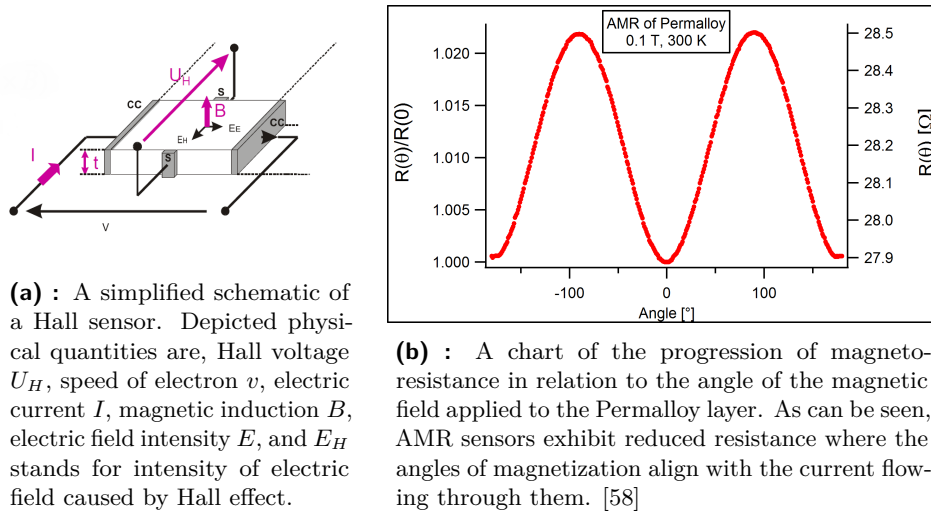 U_H
cc
S
B
cc
E_E
E_H
I
t
S
V
(a) : A simplified schematic of
a Hall sensor. Depicted physi-
cal quantities are, Hall voltage
U_H, speed of electron v, electric
current I, magnetic induction B,
electric field intensity E, and E_H
stands for intensity of electric
field caused by Hall effect.
AMR of Permalloy
0.1 T, 300 K
R(θ)/R(0)
1.020
1.015
1.010
1.005
1.000
28.5
28.4
28.3
28.2
28.1
28.0
27.9
R(θ) [Ω]
-100
0
100
Angle [°]
(b) : A chart of the progression of magneto-
resistance in relation to the angle of the magnetic
field applied to the Permalloy layer. As can be seen,
AMR sensors exhibit reduced resistance where the
angles of magnetization align with the current flow-
ing through them. [58]